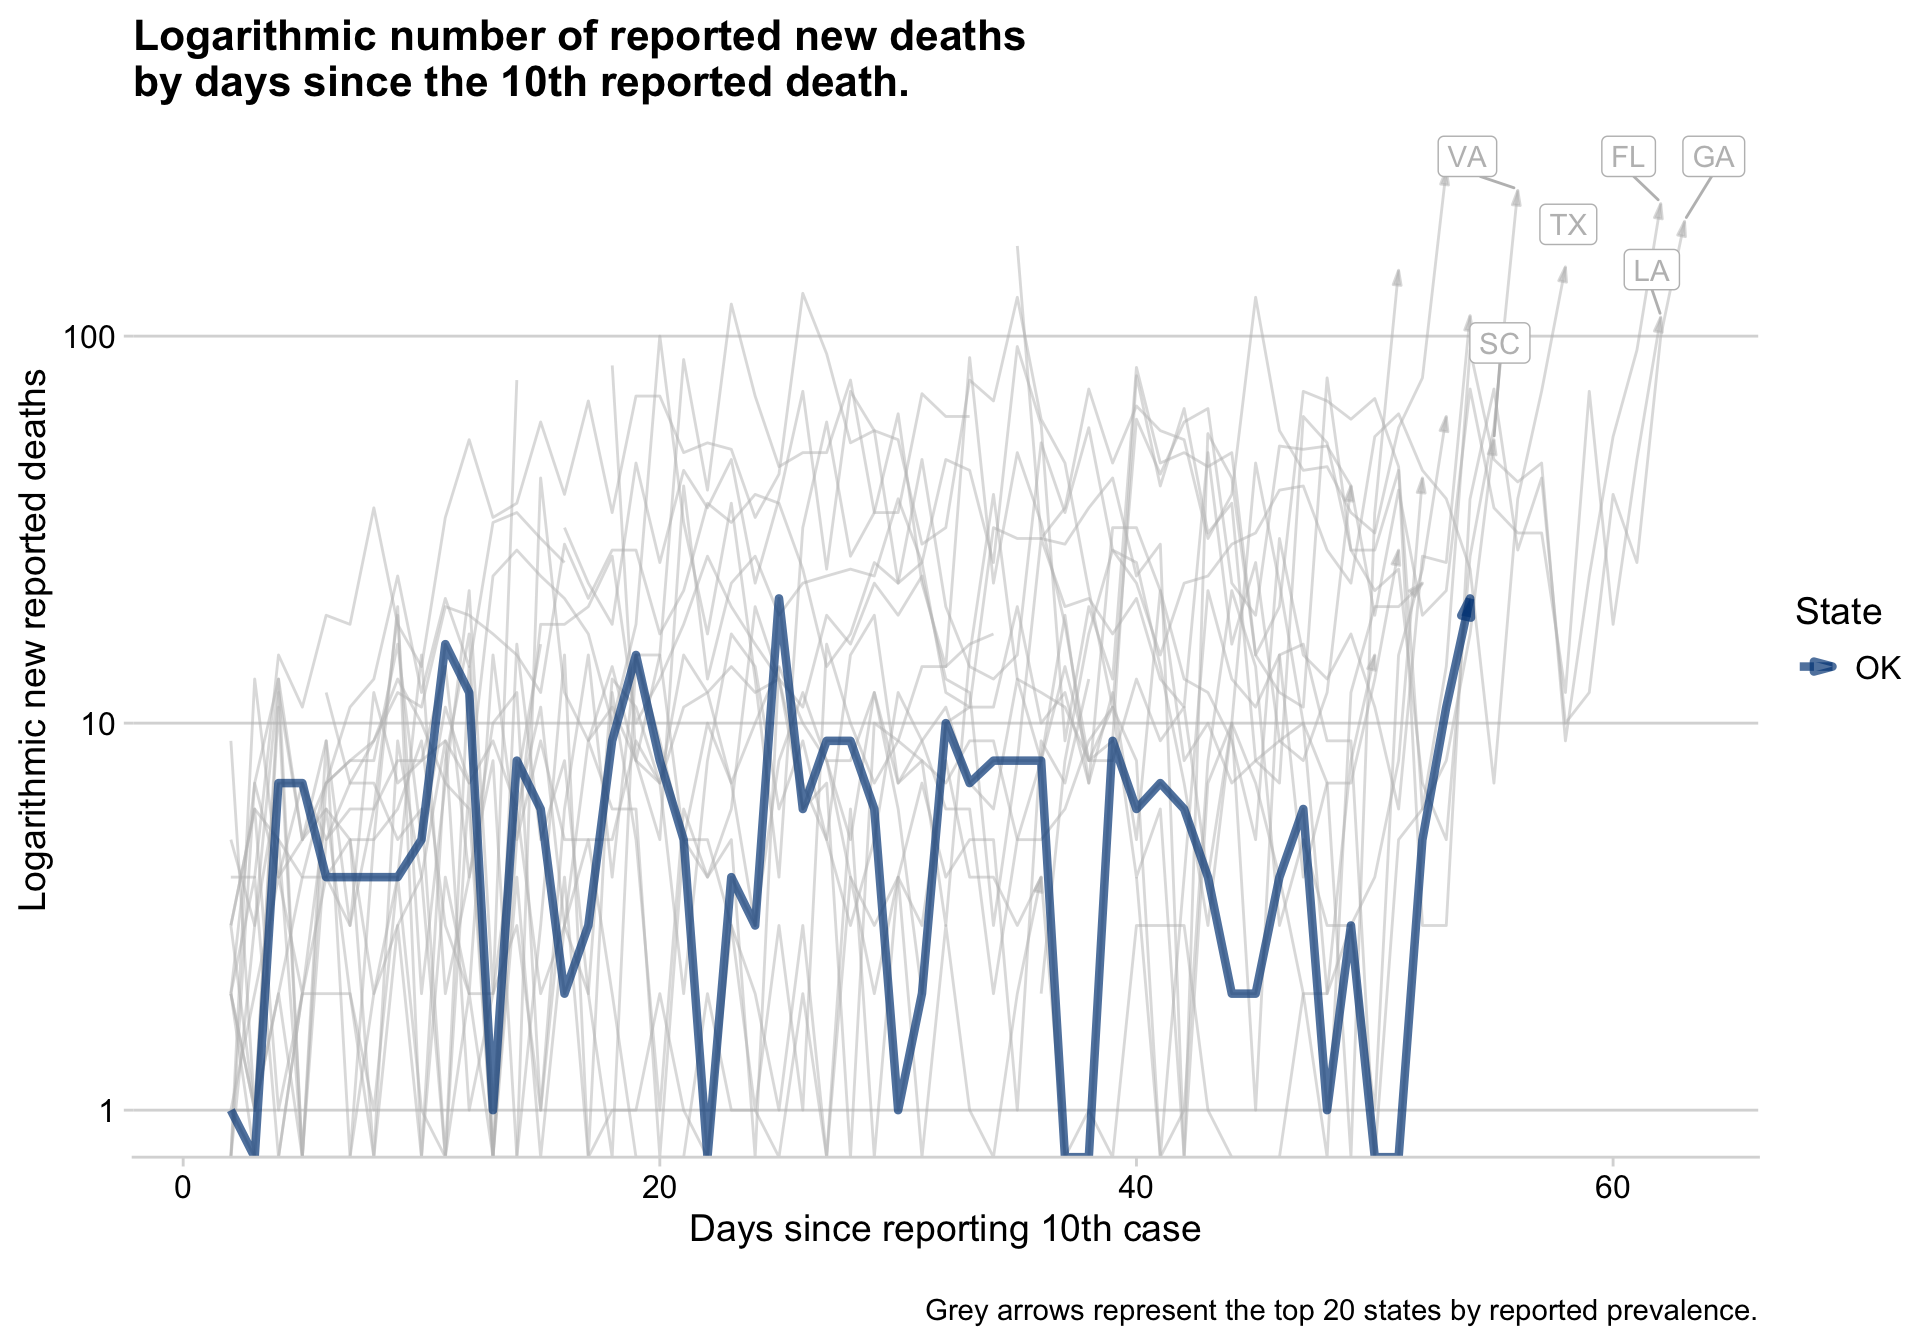 Logarithmic number of reported new deaths
by days since the 10th reported death.
VA
FL
GA
TX
LA
SC
100
10
1
Logarithmic new reported deaths
0
20
40
60
Days since reporting 10th case
State
OK
Grey arrows represent the top 20 states by reported prevalence.